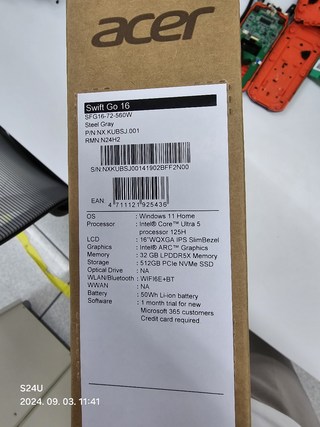 acer
Swift Go 16
SFG16-72-560W
Steel Gray
P/N:NX.KUBSJ.001
RMN:N24H2
S/N:NXKUBSJ00141902BFF2N00
EAN
4 711121 925436
OS : Windows 11 Home
Processor : Intel® Core™ Ultra 5
processor 125H
LCD : 16"WQXGA IPS SlimBezel
Graphics : Intel® ARC™ Graphics
Memory : 32 GB LPDDR5X Memory
Storage : 512GB PCIe NVMe SSD
Optical Drive : NA
WLAN/Bluetooth : WIFI6E+BT
WWAN : NA
Battery : 50Wh Li-ion battery
Software : 1 month trial for new
Microsoft 365 customers
Credit card required
S24U
2024. 09. 03. 11:41